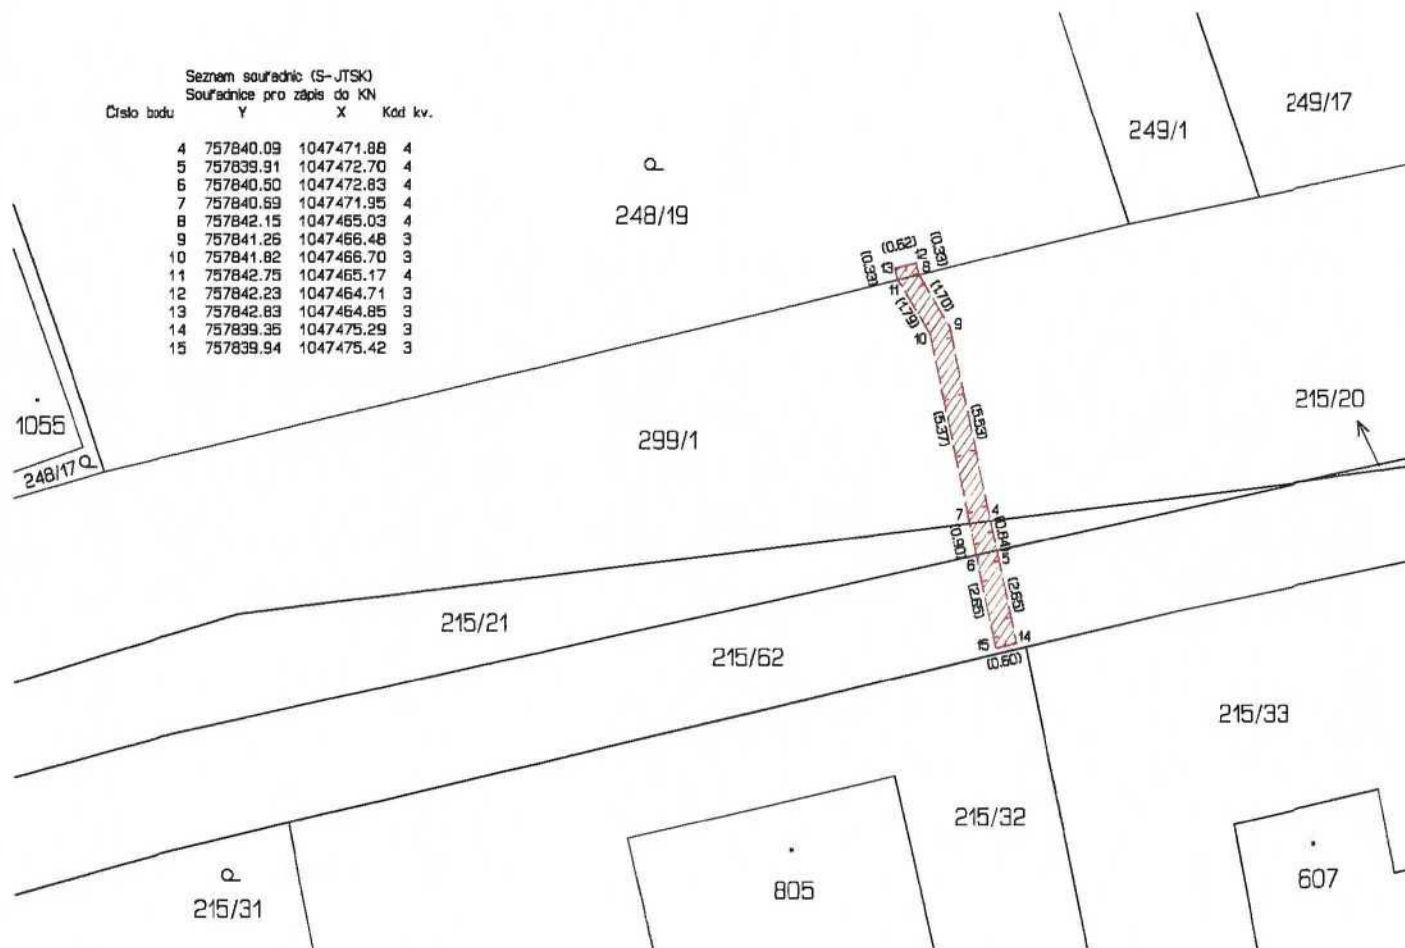 Seznam souřadnic (S-JTSK)
Souřadnice pro zápis do KN
Číslo bodu Y X Kód kv.
4 757840.09 1047471.88 4
5 757839.91 1047472.70 4
6 757840.50 1047472.83 4
7 757840.69 1047471.95 4
8 757842.15 1047465.03 4
9 757841.26 1047466.48 3
10 757841.82 1047466.70 3
11 757842.75 1047465.17 4
12 757842.23 1047464.71 3
13 757842.83 1047464.85 3
14 757839.35 1047475.29 3
15 757839.94 1047475.42 3
249/17
249/1
248/19
(0.62)
(0.33)
13
12
8
(0.33)
11
(1.70)
(1.79)
9
10
215/20
1055
299/1
(5.37)
(5.53)
248/17
7
4
(0.90)
(0.84)
6
5
(2.65)
(2.65)
215/21
15
14
(0.60)
215/62
215/33
215/32
805
607
215/31